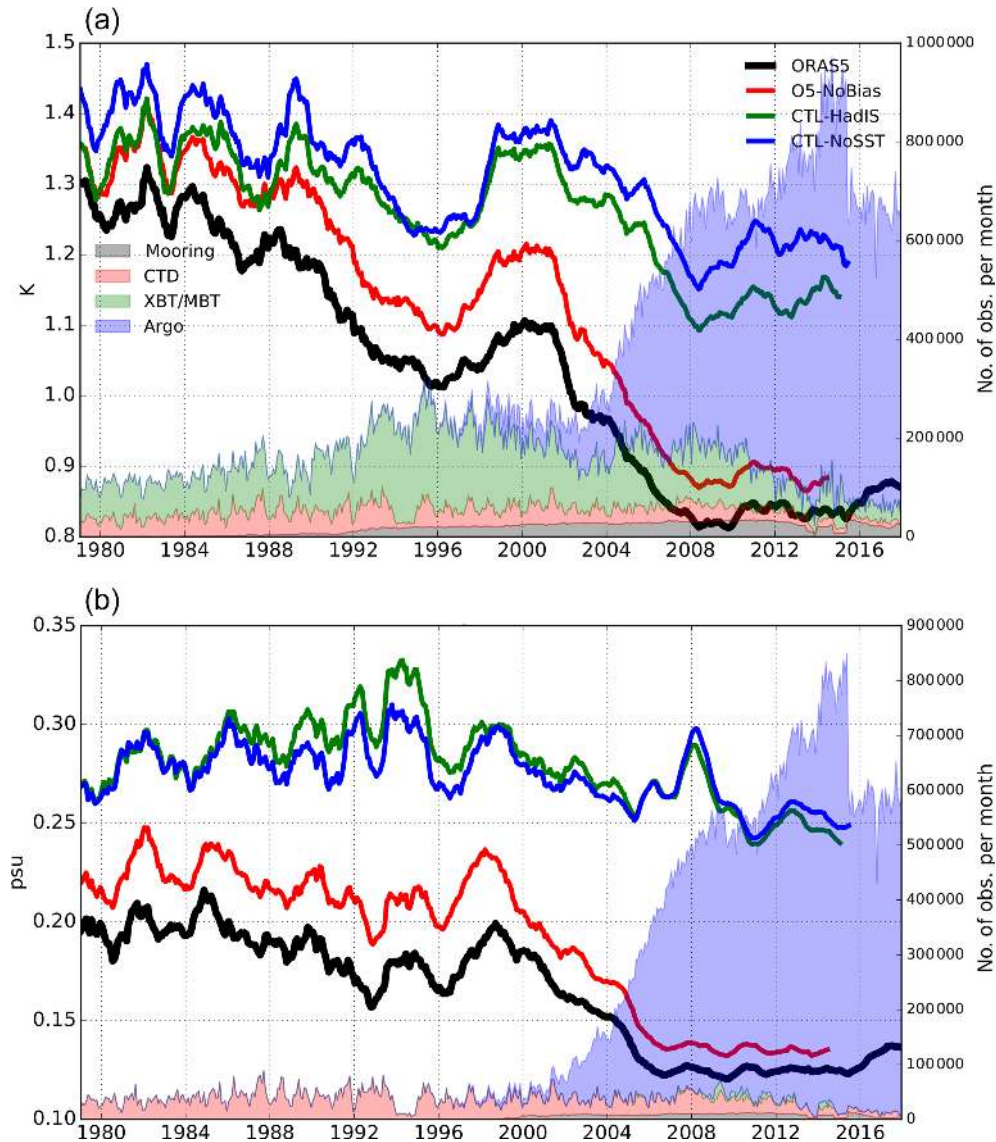 (a)
1.5
1.4
1.3
1.2
1.1
1.0
0.9
0.8
K
1000000
800000
600000
400000
200000
0
No. of obs. per month
ORAS5
O5-NoBias
CTL-HadIS
CTL-NoSST
Mooring
CTD
XBT/MBT
Argo
1980 1984 1988 1992 1996 2000 2004 2008 2012 2016
(b)
0.35
0.30
0.25
0.20
0.15
0.10
psu
900000
800000
700000
600000
500000
400000
300000
200000
100000
0
No. of obs. per month
1980 1984 1988 1992 1996 2000 2004 2008 2012 2016